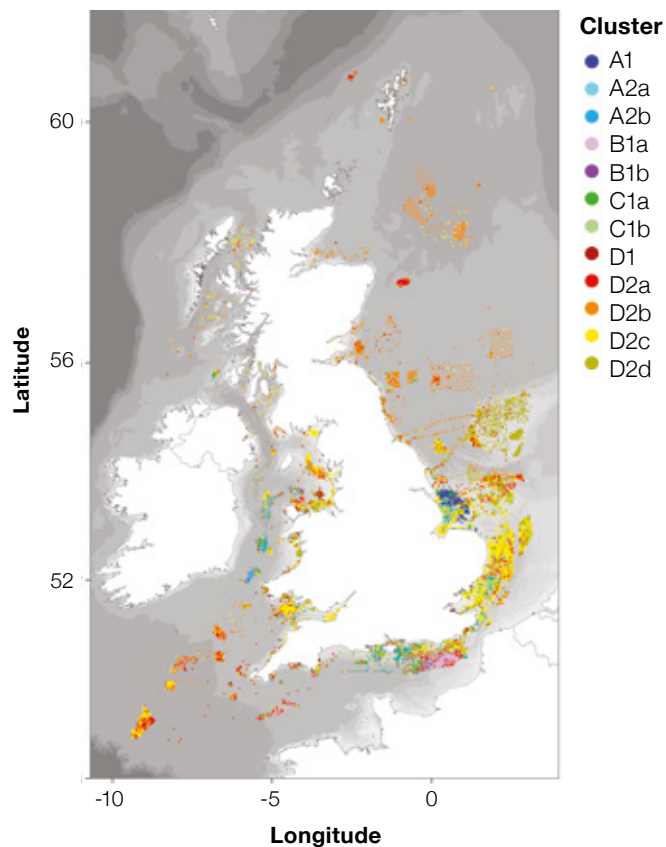 Cluster
A1
A2a
A2b
B1a
B1b
C1a
C1b
D1
D2a
D2b
D2c
D2d
60
56
52
Latitude
-10 -5 0
Longitude